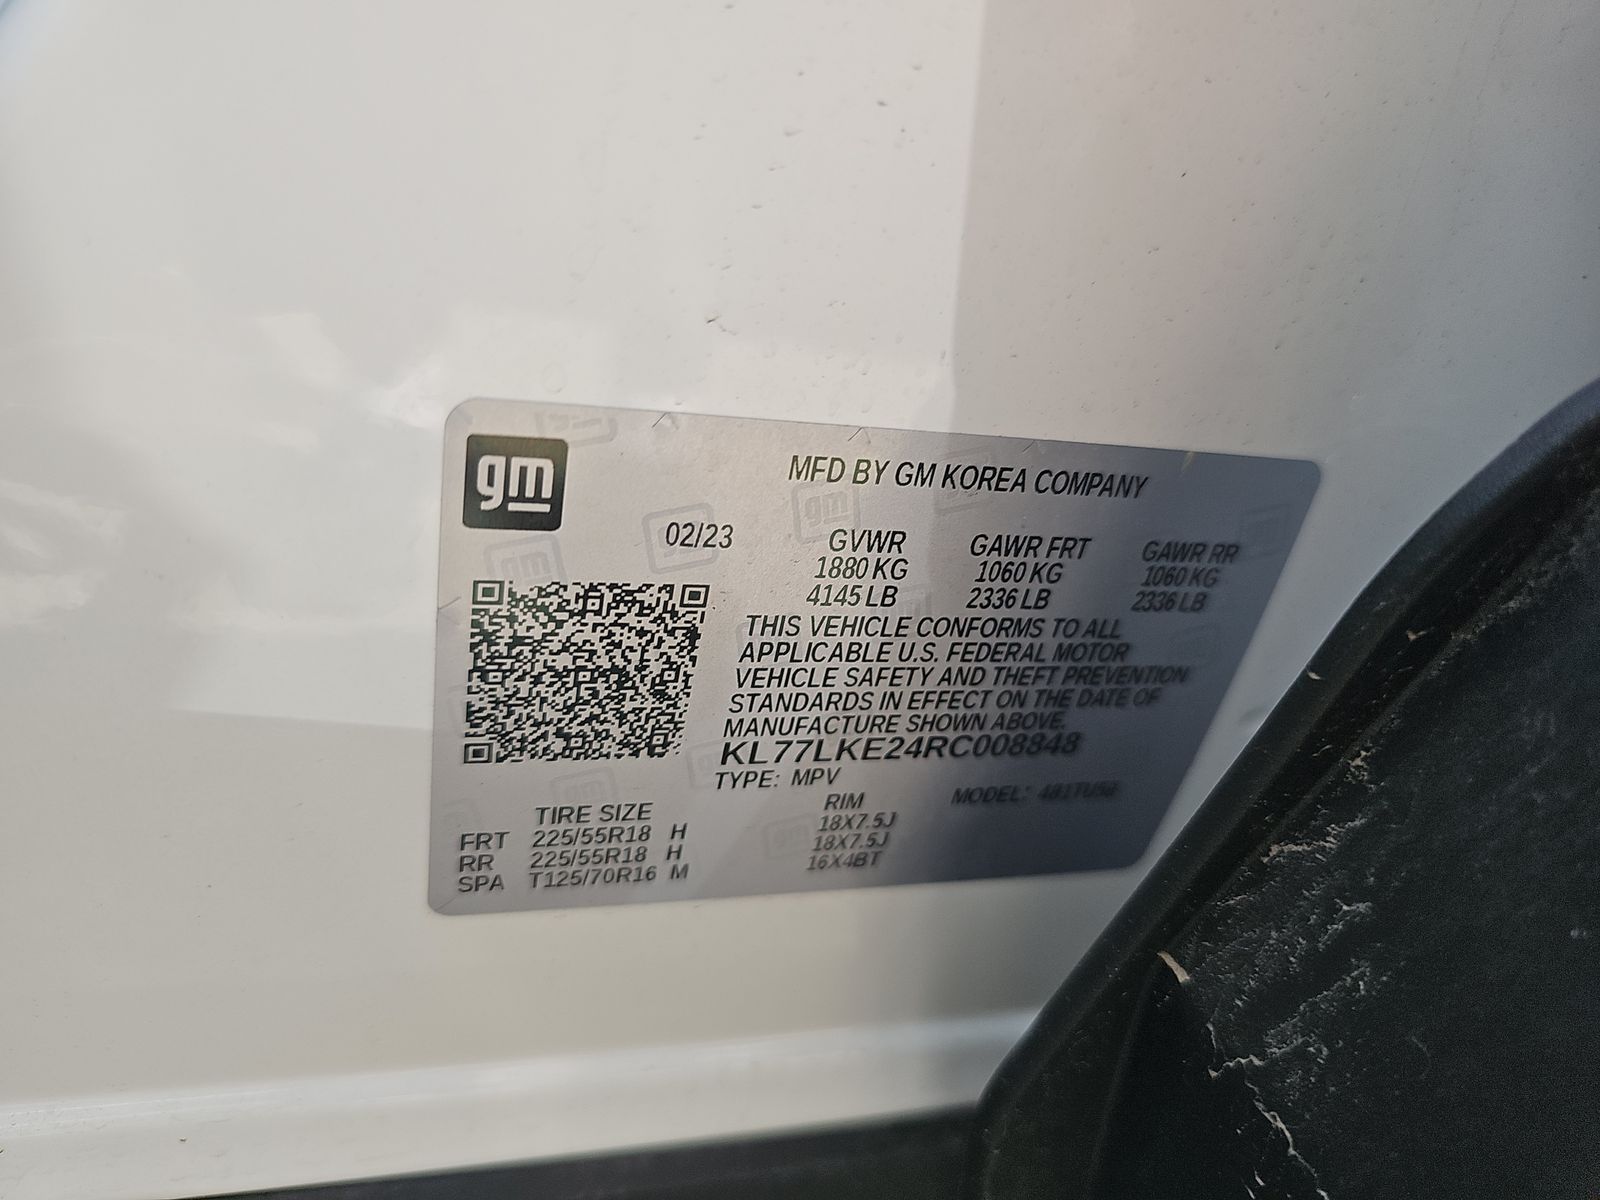 gm
MFD BY GM KOREA COMPANY
02/23 GVWR GAWR FRT GAWR RR
1880 KG 1060 KG 1060 KG
4145 LB 2336 LB 2336 LB
THIS VEHICLE CONFORMS TO ALL
APPLICABLE U.S. FEDERAL MOTOR
VEHICLE SAFETY AND THEFT PREVENTION
STANDARDS IN EFFECT ON THE DATE OF
MANUFACTURE SHOWN ABOVE.
KL77LKE24RC008848
TYPE: MPV MODEL:
TIRE SIZE RIM
FRT 225/55R18 H 18X7.5J
RR 225/55R18 H 18X7.5J
SPA T125/70R16 M 16X4BT